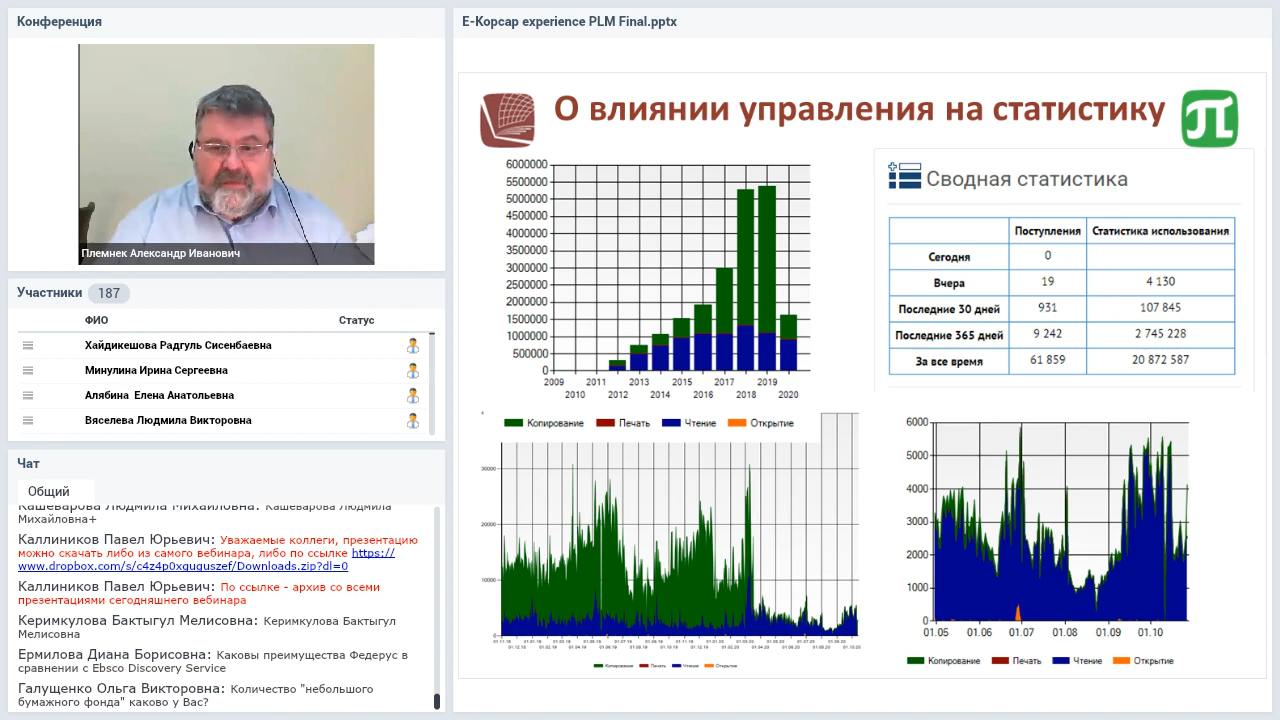 Конференция
Племнек Александр Иванович
Участники 187
ФИО Статус
Хайдикешова Радгуль Сисенбаевна
Минулина Ирина Сергеевна
Алябина Елена Анатольевна
Вяселева Людмила Викторовна
Чат
Общий
Кашеварова Людмила Михайловна: Кашеварова Людмила
Михайловна+
Каллиников Павел Юрьевич: Уважаемые коллеги, презентацию
можно скачать либо из самого вебинара, либо по ссылке https://
www.dropbox.com/s/c4z4p0xguguszef/Downloads.zip?dl=0
Каллиников Павел Юрьевич: По ссылке - архив со всеми
презентациями сегодняшнего вебинара
Керимкулова Бактыгул Мелисовна: Керимкулова Бактыгул
Мелисовна
Ермолова Диана Борисовна: Каковы преимущества Федерус в
сравнении с Ebsco Discovery Service
Галущенко Ольга Викторовна: Количество "небольшого
бумажного фонда" каково у Вас?
E-Корсар experience PLM Final.pptx
О влиянии управления на статистику
6000000
5500000
5000000
4500000
4000000
3500000
3000000
2500000
2000000
1500000
1000000
500000
0
2009 2011 2013 2015 2017 2019
2010 2012 2014 2016 2018 2020
Копирование Печать Чтение Открытие
Сводная статистика
Поступления Статистика использования
Сегодня 0
Вчера 19 4 130
Последние 30 дней 931 107 845
Последние 365 дней 9 242 2 745 228
За все время 61 859 20 872 587
30000
20000
10000
0
Копирование Печать Чтение Открытие
6000
5000
4000
3000
2000
1000
0
01.05 01.06 01.07 01.08 01.09 01.10
Копирование Печать Чтение Открытие